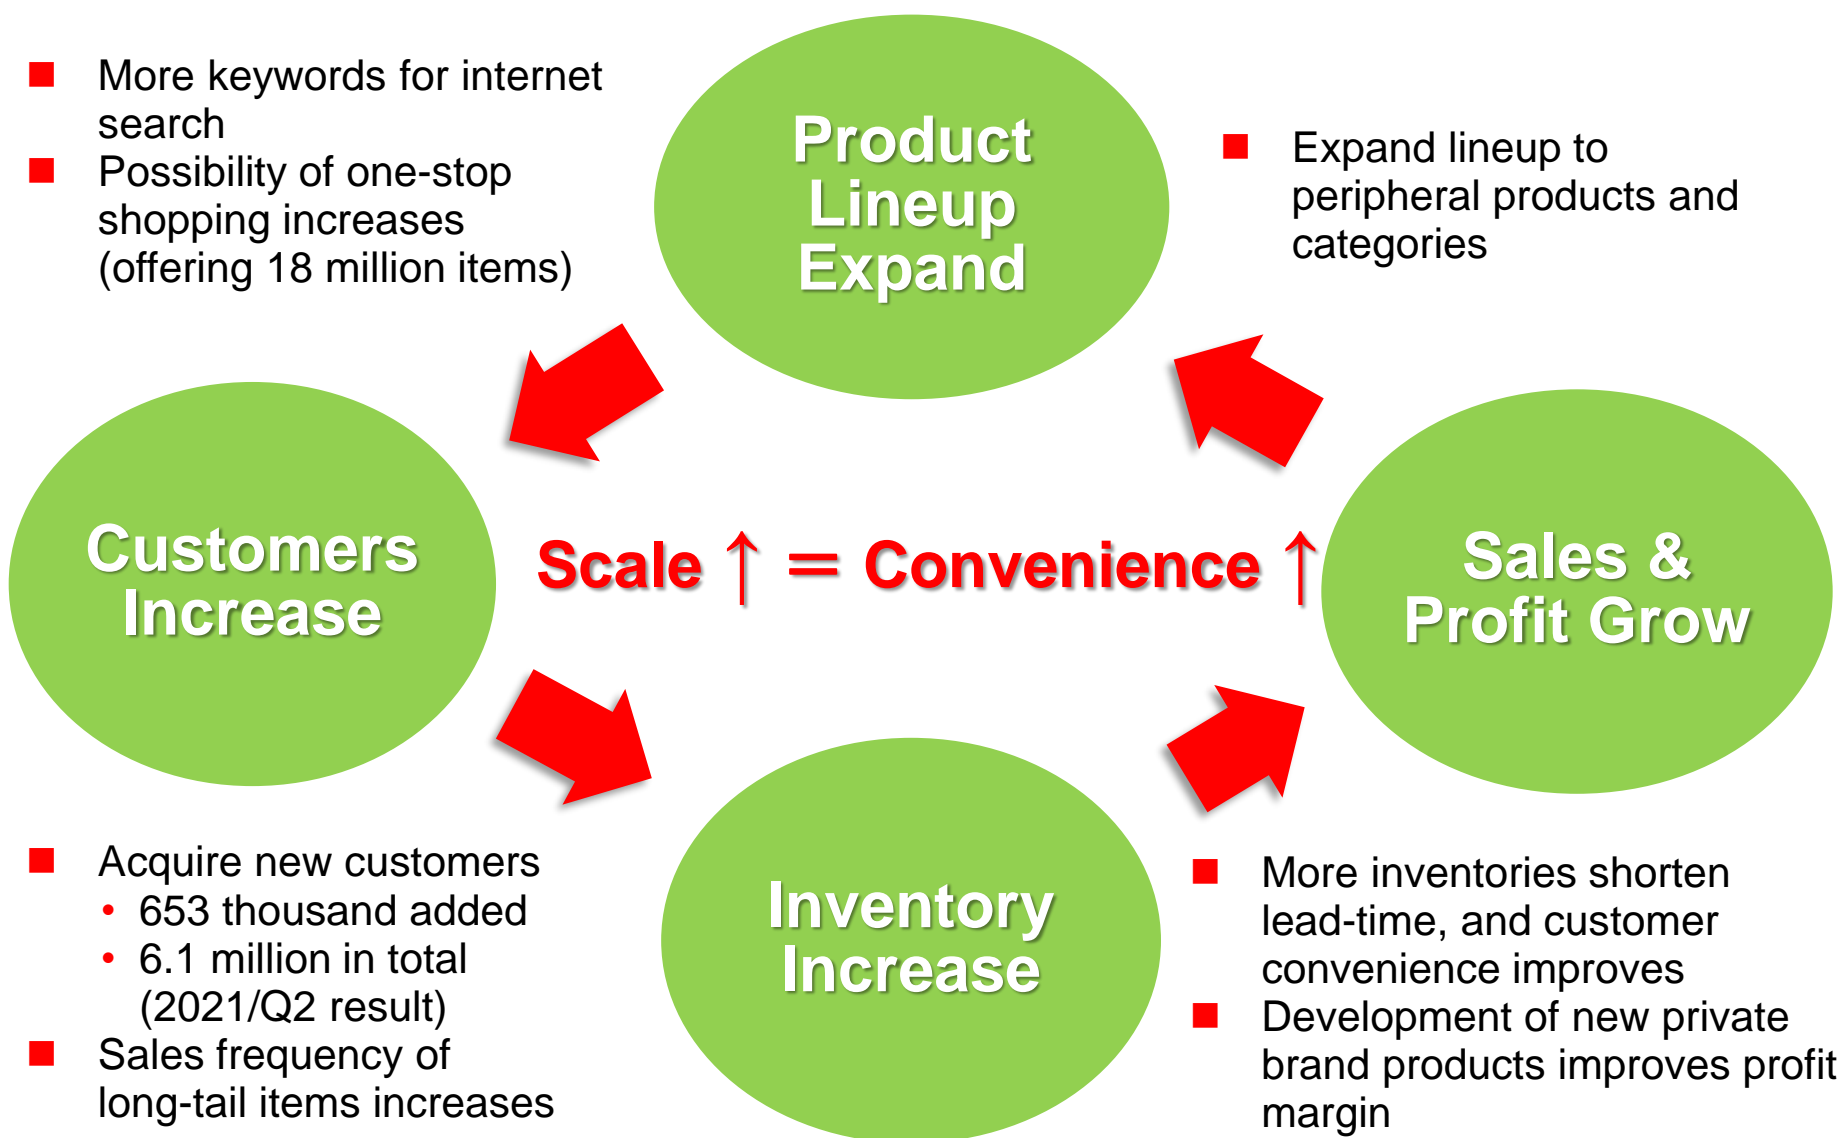 ■ More keywords for internet
search
■ Possibility of one-stop
shopping increases
(offering 18 million items)
Product
Lineup
Expand
■ Expand lineup to
peripheral products and
categories
Customers
Increase
Scale ↑ = Convenience ↑
Sales &
Profit Grow
■ Acquire new customers
• 653 thousand added
• 6.1 million in total
(2021/Q2 result)
■ Sales frequency of
long-tail items increases
Inventory
Increase
■ More inventories shorten
lead-time, and customer
convenience improves
■ Development of new private
brand products improves profit
margin